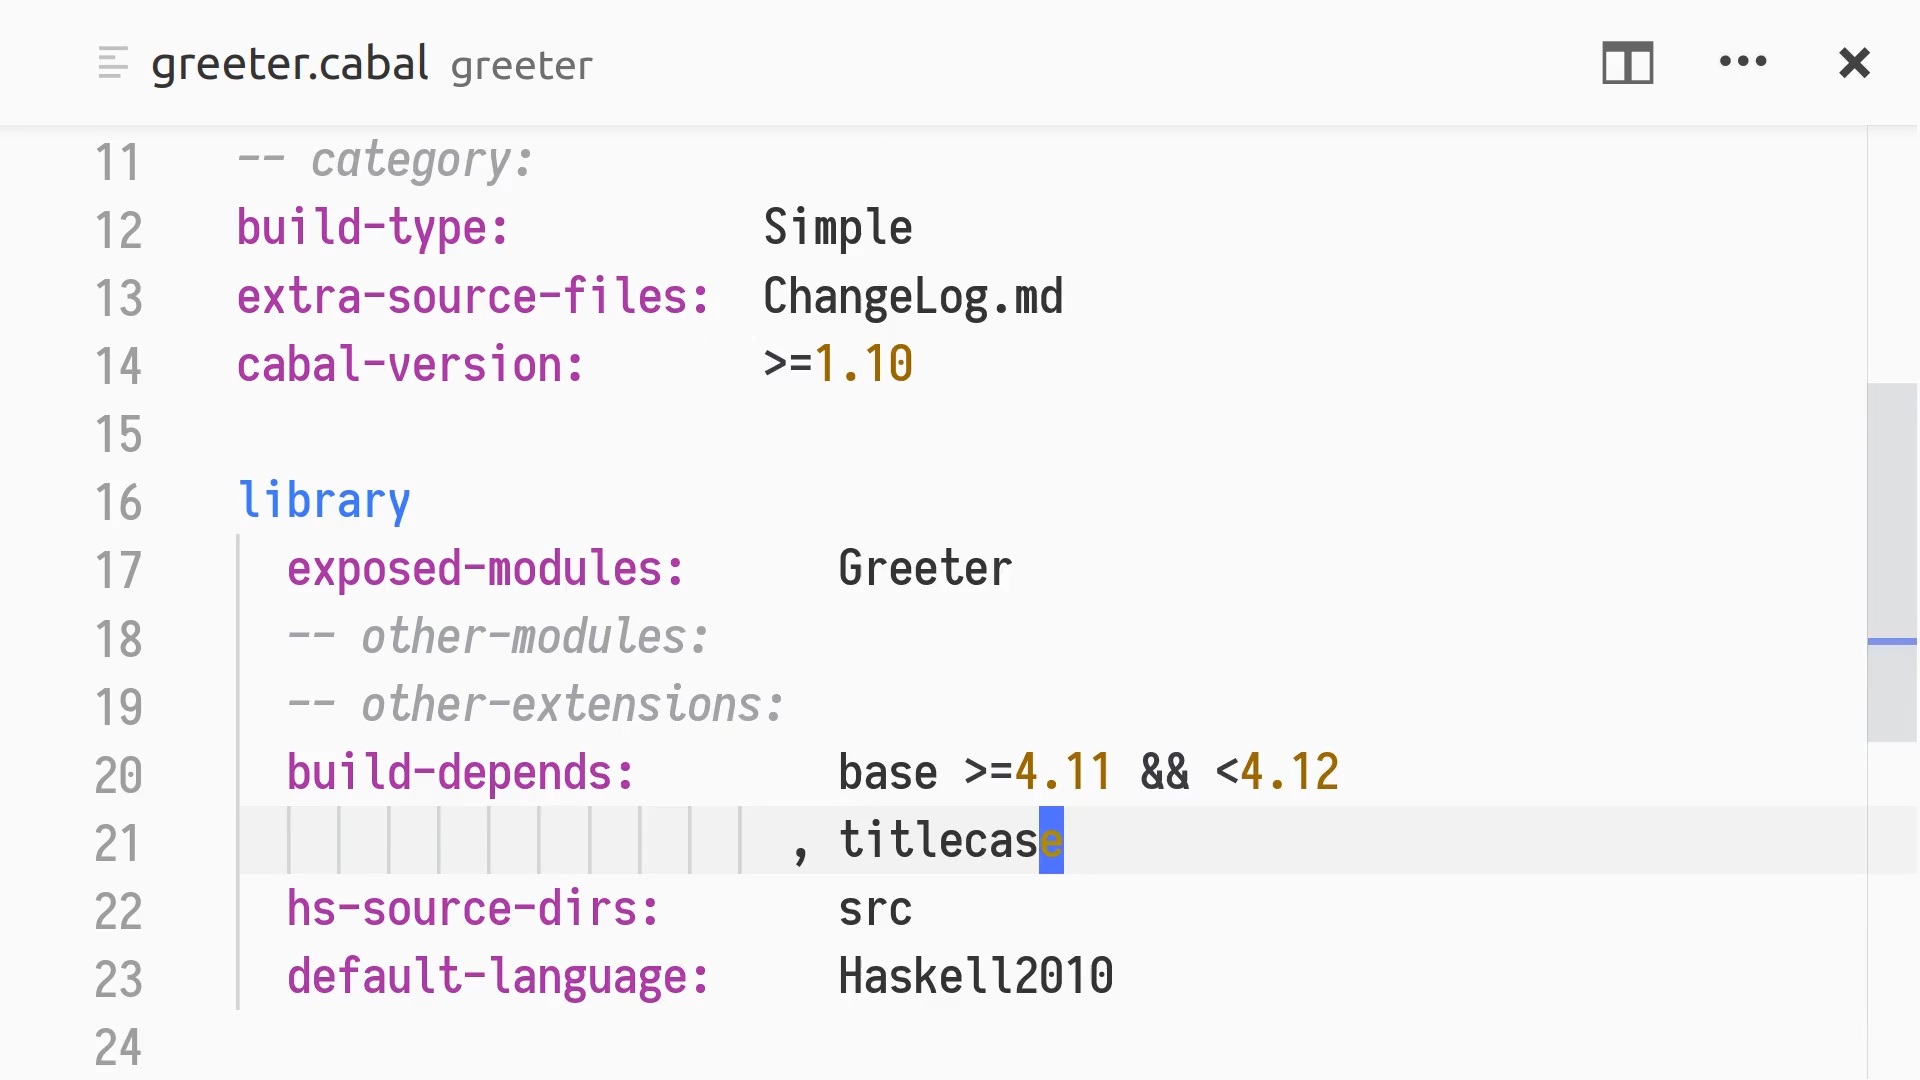 greeter.cabal greeter
11 -- category:
12 build-type: Simple
13 extra-source-files: ChangeLog.md
14 cabal-version: >=1.10
15
16 library
17 exposed-modules: Greeter
18 -- other-modules:
19 -- other-extensions:
20 build-depends: base >=4.11 && <4.12
21 , titlecase
22 hs-source-dirs: src
23 default-language: Haskell2010
24